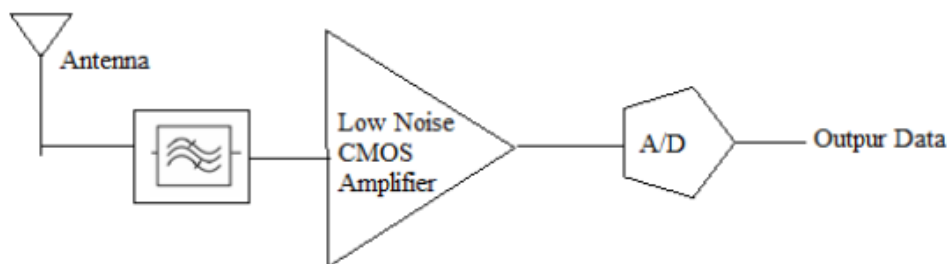 Antenna
Low Noise
CMOS
Amplifier
A/D
Outpur Data